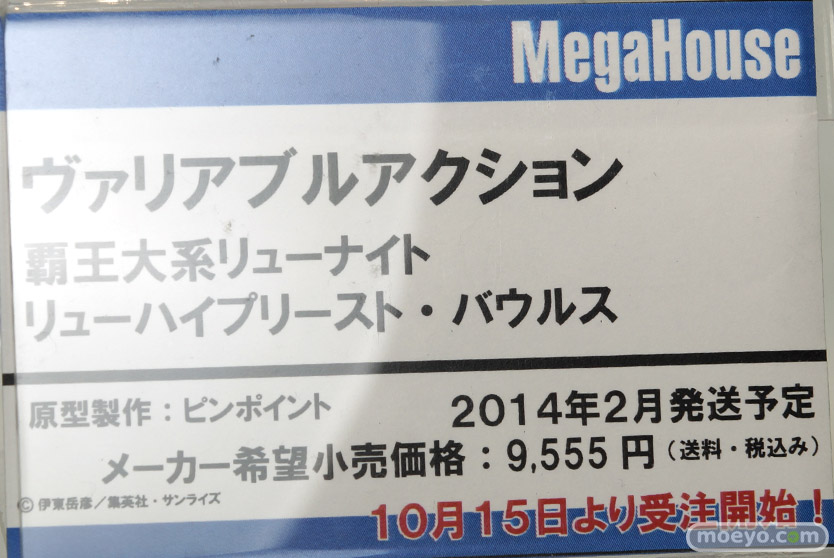 MegaHouse
ヴァリアブルアクション
覇王大系リューナイト
リューハイプリースト・バウルス
原型製作：ピンポイント
2014年2月発送予定
メーカー希望小売価格：9,555円（送料・税込み）
©伊東岳彦／集英社・サンライズ
10月15日より受注開始！
moeyo.com